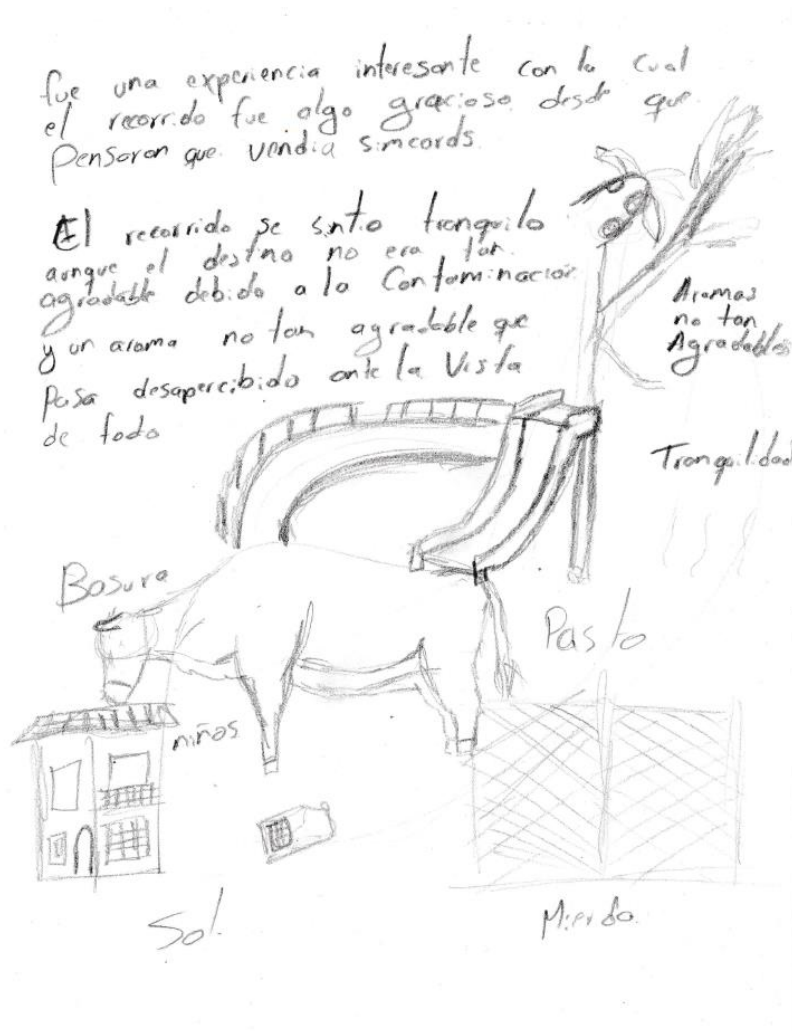 fue una experiencia interesante con la cual
el recorrido fue algo gracioso desde que
pensaron que vendia simcards.
El recorrido se sintio tranquilo
aunque el destino no era tan
agradable debido a la Contaminacion
y un aroma no tan agradable que
pasa desapercibido ante la Vista
de todo
Aromas
no tan
Agradables
Tranquilidad
Basura
Pasto
niños
Sol
Mierda